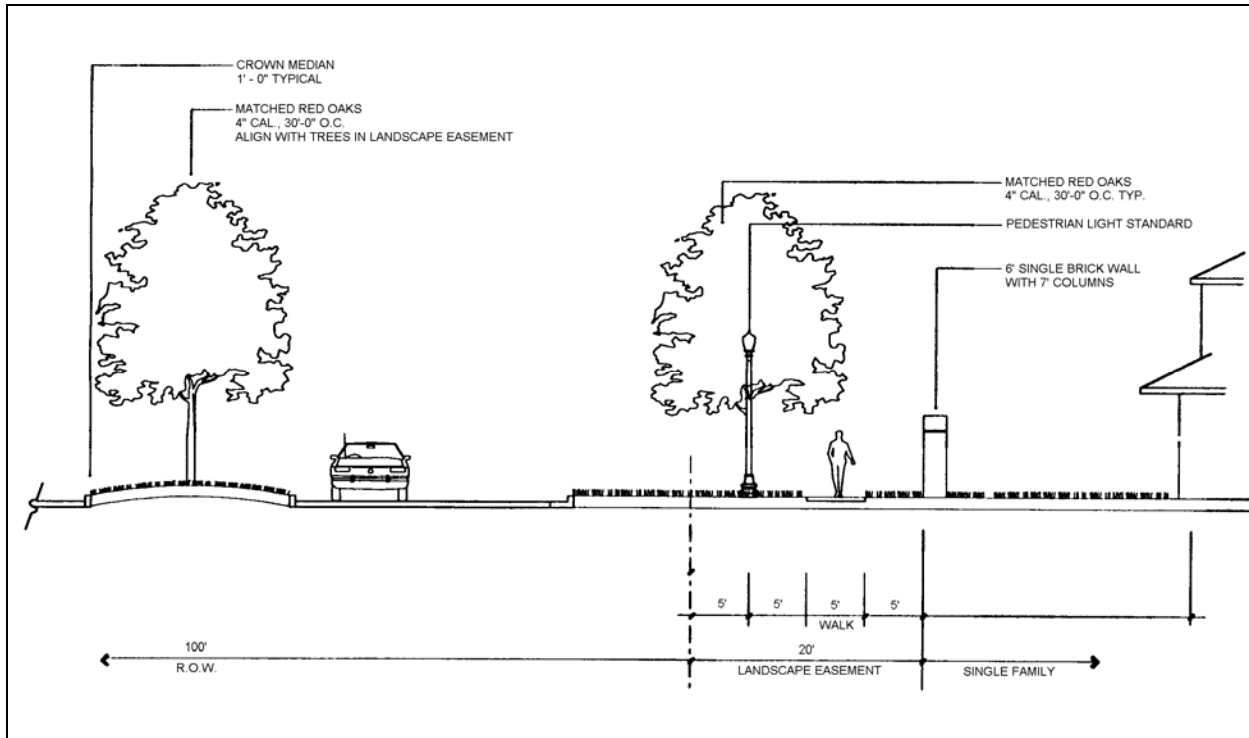 CROWN MEDIAN
1' - 0" TYPICAL
MATCHED RED OAKS
4" CAL., 30'-0" O.C.
ALIGN WITH TREES IN LANDSCAPE EASEMENT
MATCHED RED OAKS
4" CAL., 30'-0" O.C. TYP.
PEDESTRIAN LIGHT STANDARD
6' SINGLE BRICK WALL
WITH 7' COLUMNS
5' 5' 5' 5'
WALK
100'
R.O.W.
20'
LANDSCAPE EASEMENT
SINGLE FAMILY